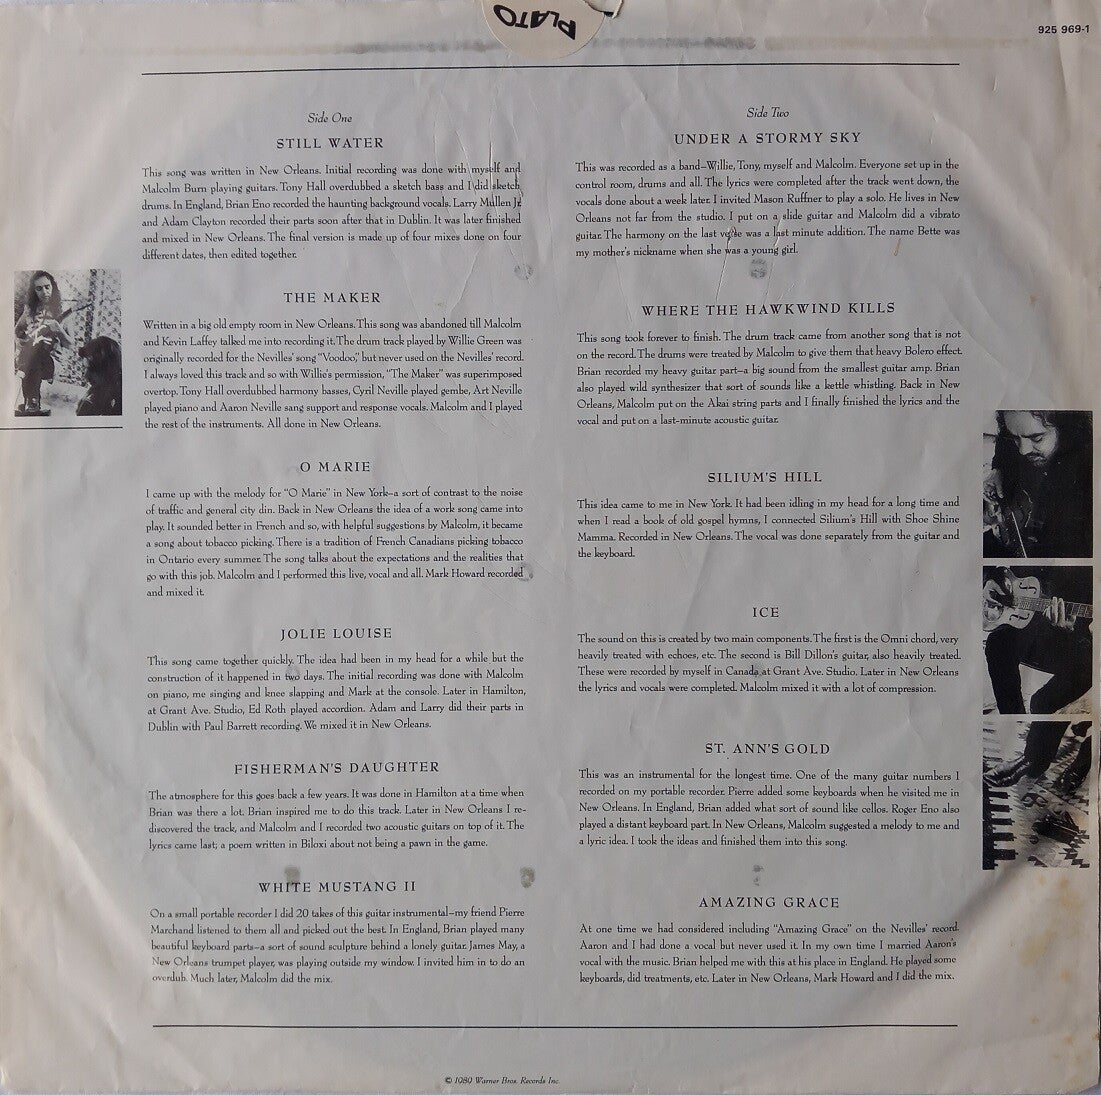 PLATO
925 969-1
Side One
STILL WATER
This song was written in New Orleans. Initial recording was done with myself and
Malcolm Burn playing guitars. Tony Hall overdubbed a sketch bass and I did sketch
drums. In England, Brian Eno recorded the haunting background vocals. Larry Mullen Jr.
and Adam Clayton recorded their parts soon after that in Dublin. It was later finished
and mixed in New Orleans. The final version is made up of four mixes done on four
different dates, then edited together.
THE MAKER
Written in a big old empty room in New Orleans. This song was abandoned till Malcolm
and Kevin Laffey talked me into recording it. The drum track played by Willie Green was
originally recorded for the Nevilles' song "Voodoo," but never used on the Nevilles' record.
I always loved this track and so with Willie's permission, "The Maker" was superimposed
overtop. Tony Hall overdubbed harmony basses, Cyril Neville played gembe, Art Neville
played piano and Aaron Neville sang support and response vocals. Malcolm and I played
the rest of the instruments. All done in New Orleans.
O MARIE
I came up with the melody for "O Marie" in New York—a sort of contrast to the noise
of traffic and general city din. Back in New Orleans the idea of a work song came into
play. It sounded better in French and so, with helpful suggestions by Malcolm, it became
a song about tobacco picking. There is a tradition of French Canadians picking tobacco
in Ontario every summer. The song talks about the expectations and the realities that
go with this job. Malcolm and I performed this live, vocal and all. Mark Howard recorded
and mixed it.
JOLIE LOUISE
This song came together quickly. The idea had been in my head for a while but the
construction of it happened in two days. The initial recording was done with Malcolm
on piano, me singing and knee slapping and Mark at the console. Later in Hamilton,
at Grant Ave. Studio, Ed Roth played accordion. Adam and Larry did their parts in
Dublin with Paul Barrett recording. We mixed it in New Orleans.
FISHERMAN'S DAUGHTER
The atmosphere for this goes back a few years. It was done in Hamilton at a time when
Brian was there a lot. Brian inspired me to do this track. Later in New Orleans I re-
discovered the track, and Malcolm and I recorded two acoustic guitars on top of it. The
lyrics came last; a poem written in Biloxi about not being a pawn in the game.
WHITE MUSTANG II
On a small portable recorder I did 20 takes of this guitar instrumental—my friend Pierre
Marchand listened to them all and picked out the best. In England, Brian played many
beautiful keyboard parts—a sort of sound sculpture behind a lonely guitar. James May, a
New Orleans trumpet player, was playing outside my window. I invited him in to do an
overdub. Much later, Malcolm did the mix.
Side Two
UNDER A STORMY SKY
This was recorded as a band—Willie, Tony, myself and Malcolm. Everyone set up in the
control room, drums and all. The lyrics were completed after the track went down, the
vocals done about a week later. I invited Mason Ruffner to play a solo. He lives in New
Orleans not far from the studio. I put on a slide guitar and Malcolm did a vibrato
guitar. The harmony on the last verse was a last minute addition. The name Bette was
my mother's nickname when she was a young girl.
WHERE THE HAWKWIND KILLS
This song took forever to finish. The drum track came from another song that is not
on the record. The drums were treated by Malcolm to give them that heavy Bolero effect.
Brian recorded my heavy guitar part—a big sound from the smallest guitar amp. Brian
also played wild synthesizer that sort of sounds like a kettle whistling. Back in New
Orleans, Malcolm put on the Akai string parts and I finally finished the lyrics and the
vocal and put on a last-minute acoustic guitar.
SILIUM'S HILL
This idea came to me in New York. It had been idling in my head for a long time and
when I read a book of old gospel hymns, I connected Silium's Hill with Shoe Shine
Mamma. Recorded in New Orleans. The vocal was done separately from the guitar and
the keyboard.
ICE
The sound on this is created by two main components. The first is the Omni chord, very
heavily treated with echoes, etc. The second is Bill Dillon's guitar, also heavily treated.
These were recorded by myself in Canada at Grant Ave. Studio. Later in New Orleans
the lyrics and vocals were completed. Malcolm mixed it with a lot of compression.
ST. ANN'S GOLD
This was an instrumental for the longest time. One of the many guitar numbers I
recorded on my portable recorder. Pierre added some keyboards when he visited me in
New Orleans. In England, Brian added what sort of sound like cellos. Roger Eno also
played a distant keyboard part. In New Orleans, Malcolm suggested a melody to me and
a lyric idea. I took the ideas and finished them into this song.
AMAZING GRACE
At one time we had considered including "Amazing Grace" on the Nevilles' record.
Aaron and I had done a vocal but never used it. In my own time I married Aaron's
vocal with the music. Brian helped me with this at his place in England. He played some
keyboards, did treatments, etc. Later in New Orleans, Mark Howard and I did the mix.
© 1989 Warner Bros. Records Inc.